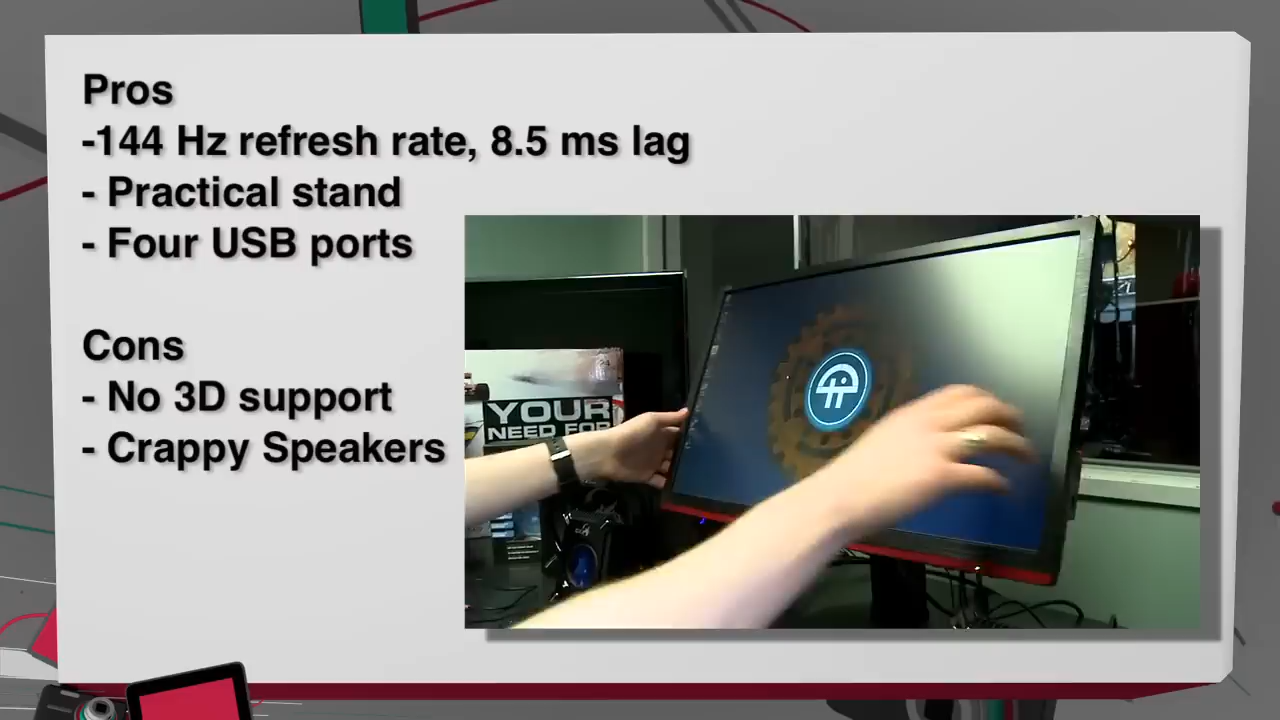 Pros
-144 Hz refresh rate, 8.5 ms lag
- Practical stand
- Four USB ports
Cons
- No 3D support
- Crappy Speakers
24
YOUR
NEED FOR